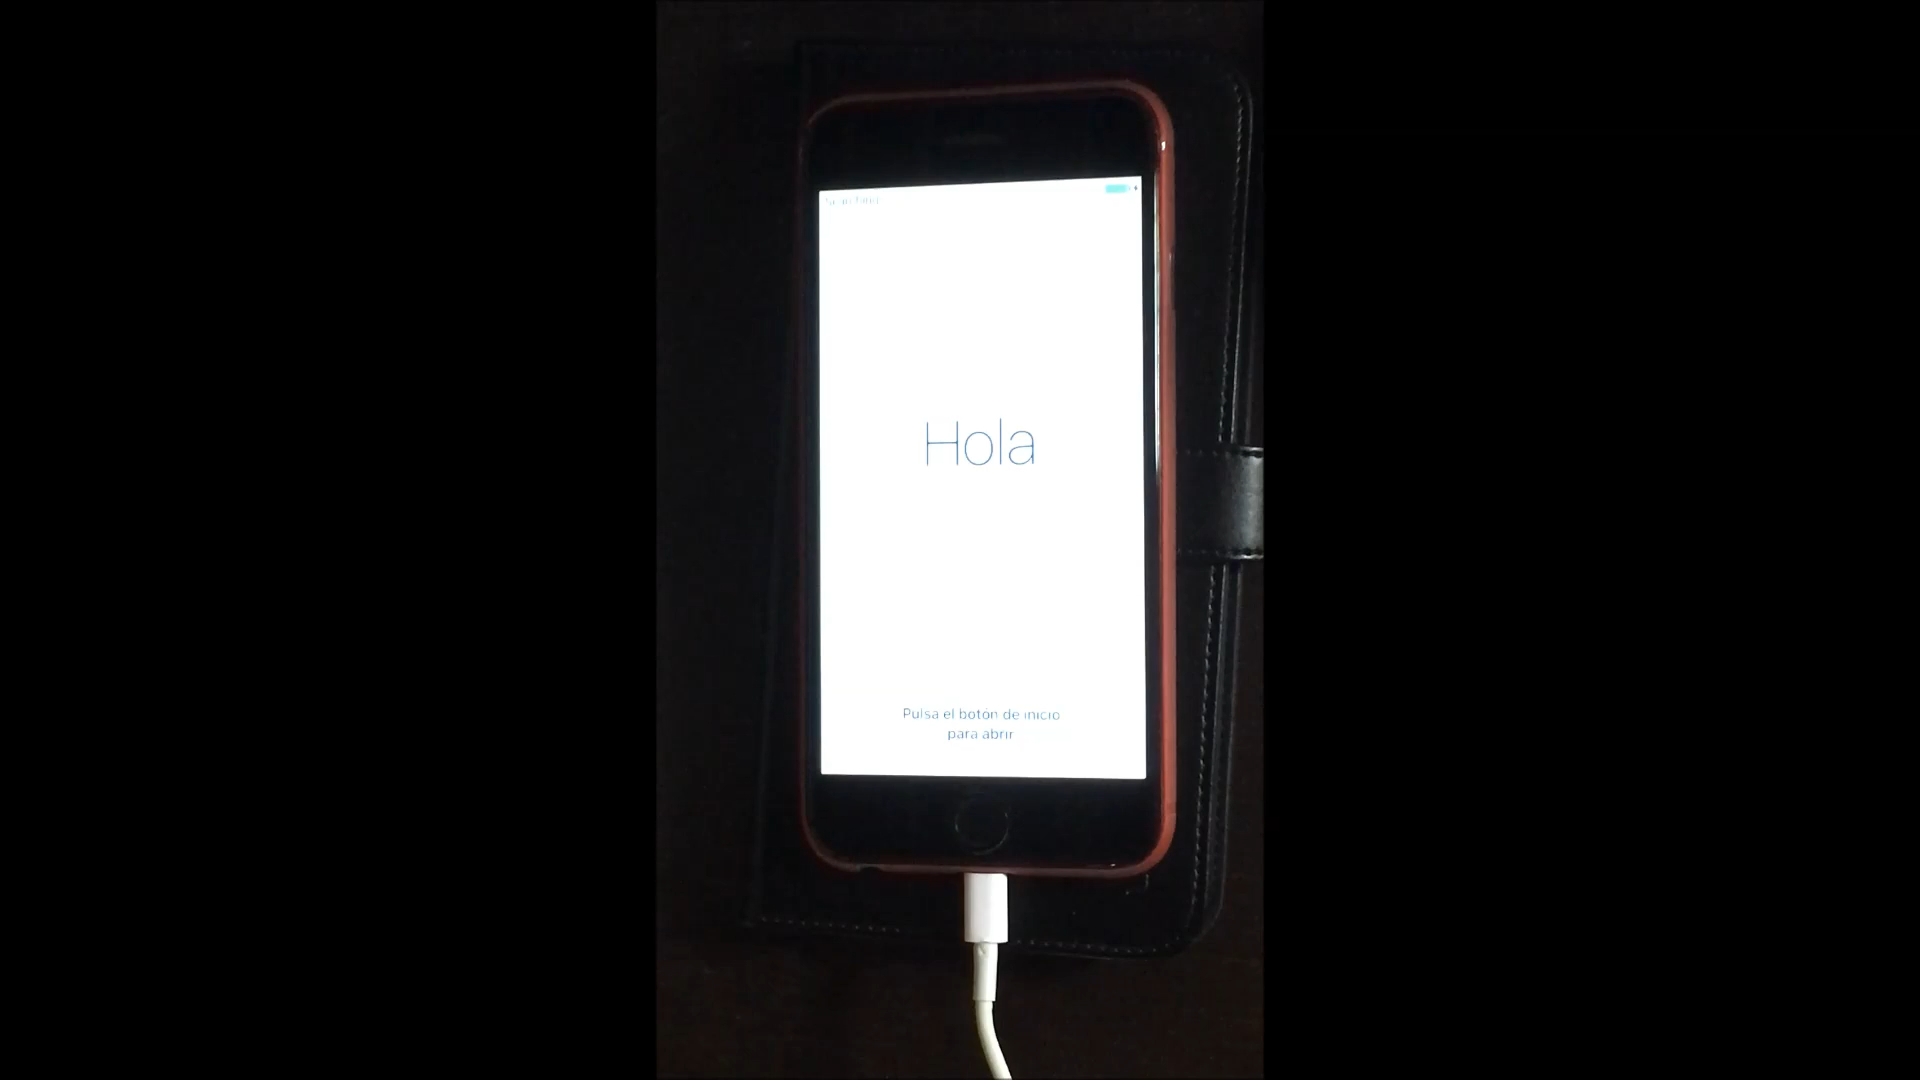 Hola
Pulsa el botón de inicio
para abrir